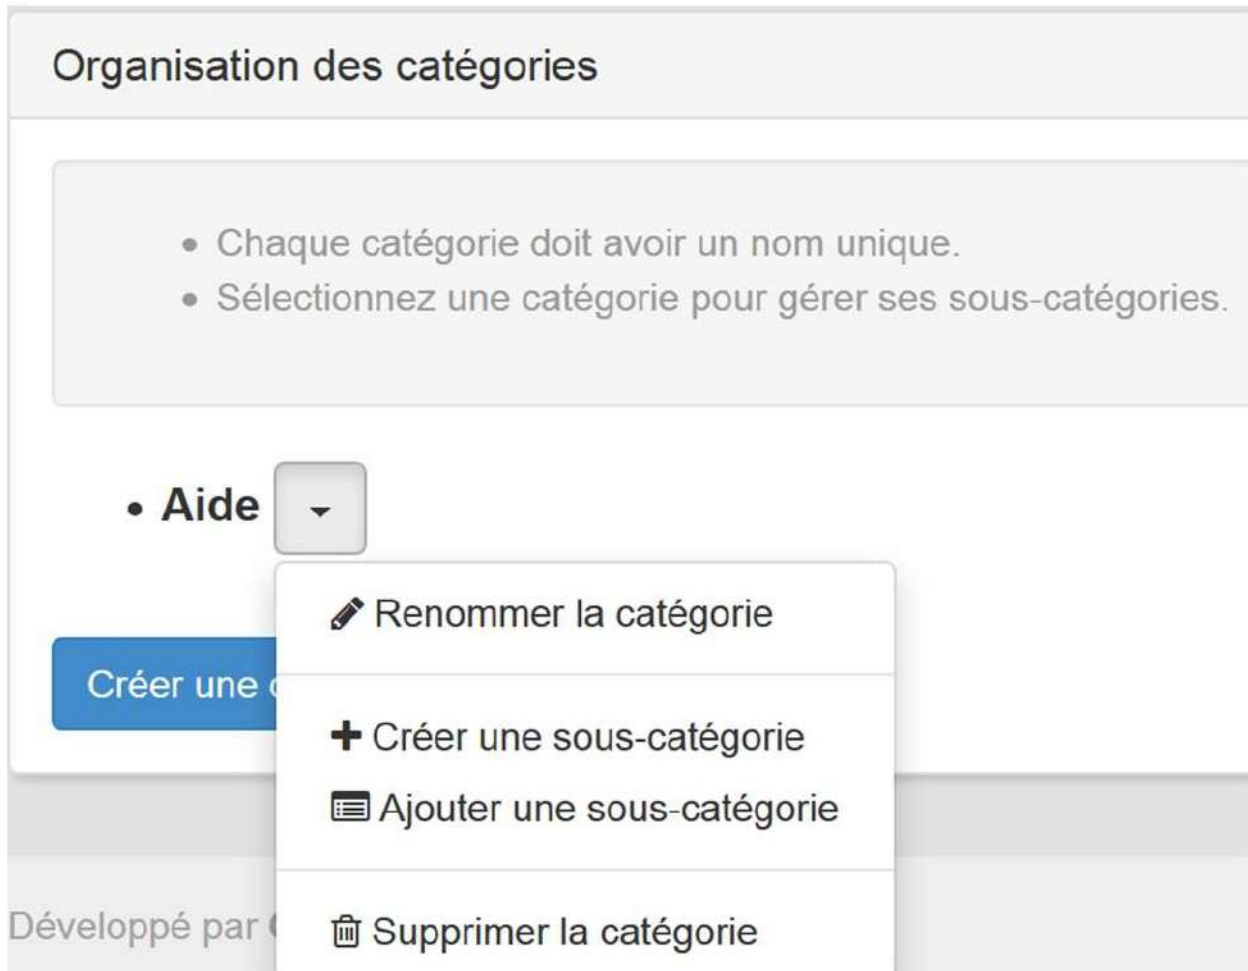 Organisation des catégories
• Chaque catégorie doit avoir un nom unique.
• Sélectionnez une catégorie pour gérer ses sous-catégories.
• Aide
Renommer la catégorie
Créer une
Créer une sous-catégorie
Ajouter une sous-catégorie
Développé par
Supprimer la catégorie